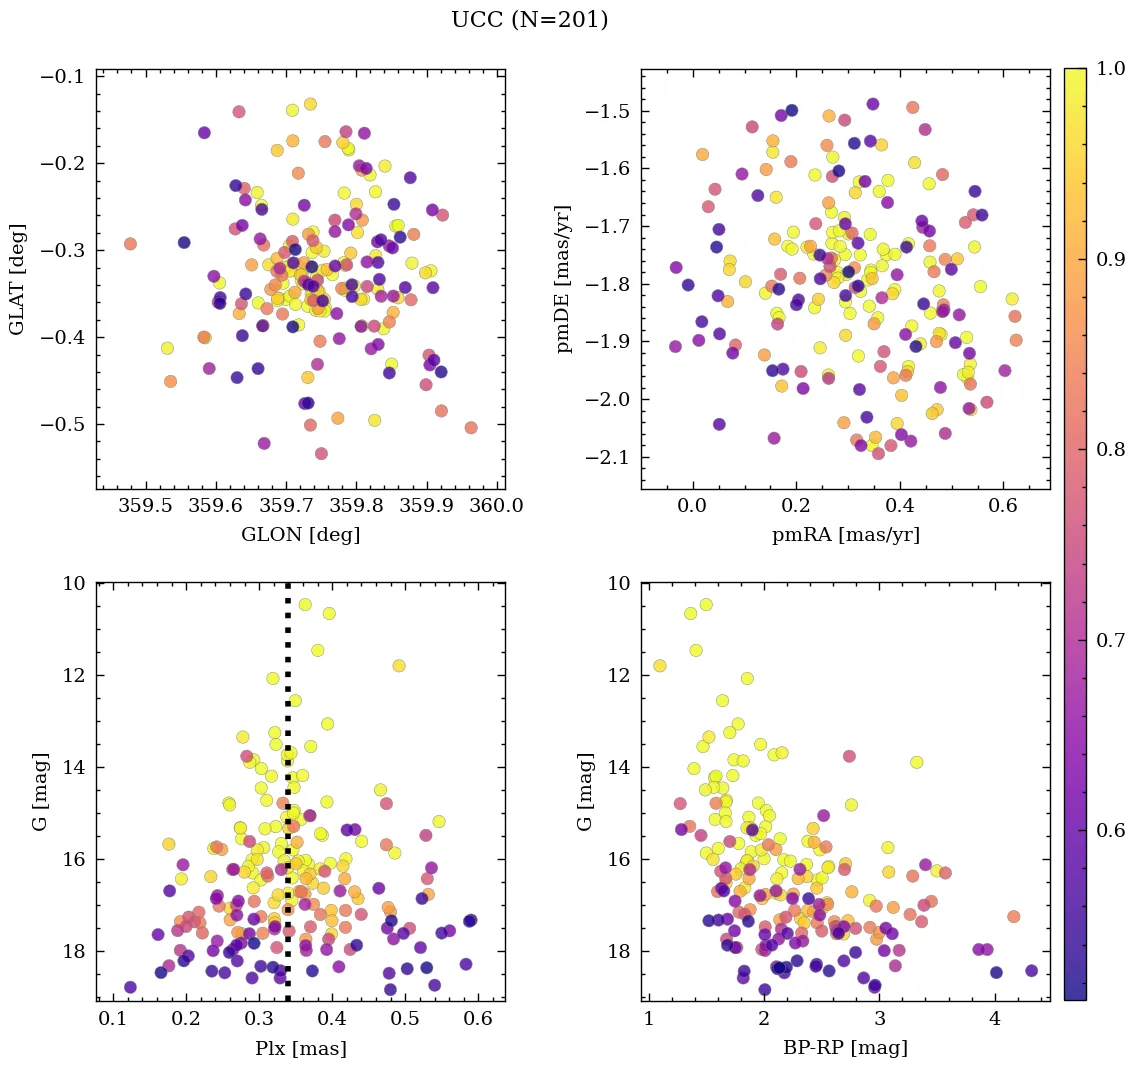 UCC (N=201)
−0.1
−0.2
−0.3
−0.4
−0.5
GLAT [deg]
359.5 359.6 359.7 359.8 359.9 360.0
GLON [deg]
−1.5
−1.6
−1.7
−1.8
−1.9
−2.0
−2.1
pmDE [mas/yr]
0.0 0.2 0.4 0.6
pmRA [mas/yr]
10
12
14
16
18
G [mag]
0.1 0.2 0.3 0.4 0.5 0.6
Plx [mas]
10
12
14
16
18
G [mag]
1 2 3 4
BP-RP [mag]
1.0
0.9
0.8
0.7
0.6